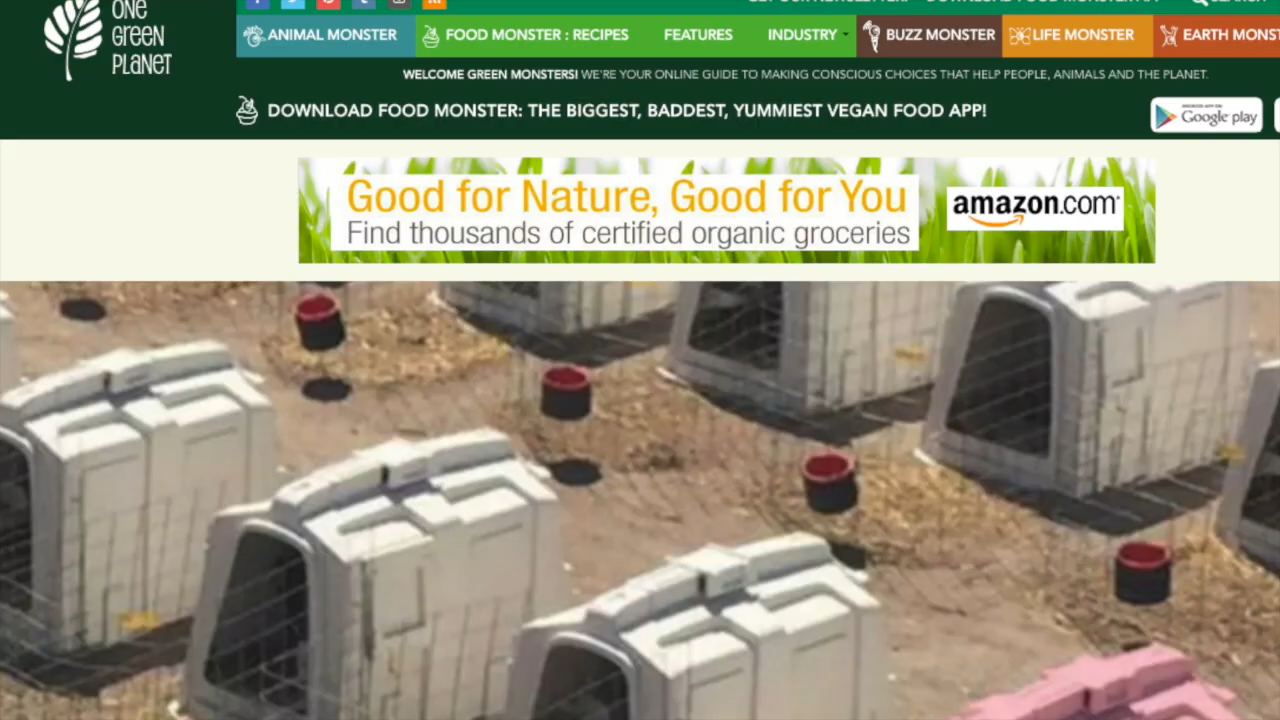 ONE
GREEN
PLANET
ANIMAL MONSTER
FOOD MONSTER : RECIPES
FEATURES
INDUSTRY
BUZZ MONSTER
LIFE MONSTER
EARTH MONST
WELCOME GREEN MONSTERS! WE'RE YOUR ONLINE GUIDE TO MAKING CONSCIOUS CHOICES THAT HELP PEOPLE, ANIMALS AND THE PLANET.
DOWNLOAD FOOD MONSTER: THE BIGGEST, BADDEST, YUMMIEST VEGAN FOOD APP!
Google play
Good for Nature, Good for You
Find thousands of certified organic groceries
amazon.com